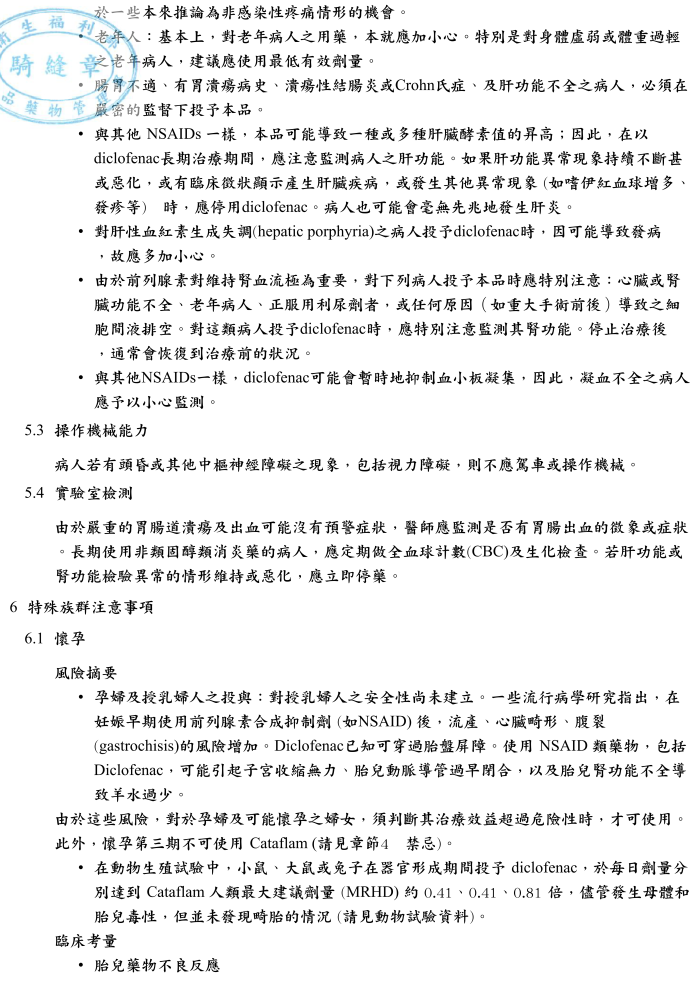 於一些本來推論為非感染性疼痛情形的機會。
• 老年人：基本上，對老年病人之用藥，本就應加小心。特別是對身體虛弱或體重過輕
之老年病人，建議應使用最低有效劑量。
• 腸胃不適、有胃潰瘍病史、潰瘍性結腸炎或Crohn氏症、及肝功能不全之病人，必須在
嚴密的監督下投予本品。
• 與其他 NSAIDs 一樣，本品可能導致一種或多種肝臟酵素值的昇高；因此，在以
diclofenac長期治療期間，應注意監測病人之肝功能。如果肝功能異常現象持續不斷甚
或惡化，或有臨床徵狀顯示產生肝臟疾病，或發生其他異常現象 (如嗜伊紅血球增多、
發疹等) 時，應停用diclofenac。病人也可能會毫無先兆地發生肝炎。
• 對肝性血紅素生成失調(hepatic porphyria)之病人投予diclofenac時，因可能導致發病
，故應多加小心。
• 由於前列腺素對維持腎血流極為重要，對下列病人投予本品時應特別注意：心臟或腎
臟功能不全、老年病人、正服用利尿劑者，或任何原因（如重大手術前後）導致之細
胞間液排空。對這類病人投予diclofenac時，應特別注意監測其腎功能。停止治療後
，通常會恢復到治療前的狀況。
• 與其他NSAIDs一樣，diclofenac可能會暫時地抑制血小板凝集，因此，凝血不全之病人
應予以小心監測。
5.3 操作機械能力
病人若有頭昏或其他中樞神經障礙之現象，包括視力障礙，則不應駕車或操作機械。
5.4 實驗室檢測
由於嚴重的胃腸道潰瘍及出血可能沒有預警症狀，醫師應監測是否有胃腸出血的徵象或症狀
。長期使用非類固醇類消炎藥的病人，應定期做全血球計數(CBC)及生化檢查。若肝功能或
腎功能檢驗異常的情形維持或惡化，應立即停藥。
6 特殊族群注意事項
6.1 懷孕
風險摘要
• 孕婦及授乳婦人之投與：對授乳婦人之安全性尚未建立。一些流行病學研究指出，在
妊娠早期使用前列腺素合成抑制劑 (如NSAID) 後，流產、心臟畸形、腹裂
(gastrochisis)的風險增加。Diclofenac已知可穿過胎盤屏障。使用 NSAID 類藥物，包括
Diclofenac，可能引起子宮收縮無力、胎兒動脈導管過早閉合，以及胎兒腎功能不全導
致羊水過少。
由於這些風險，對於孕婦及可能懷孕之婦女，須判斷其治療效益超過危險性時，才可使用。
此外，懷孕第三期不可使用 Cataflam (請見章節4 禁忌)。
• 在動物生殖試驗中，小鼠、大鼠或兔子在器官形成期間投予 diclofenac，於每日劑量分
別達到 Cataflam 人類最大建議劑量 (MRHD) 約 0.41、0.41、0.81 倍，儘管發生母體和
胎兒毒性，但並未發現畸胎的情況 (請見動物試驗資料)。
臨床考量
• 胎兒藥物不良反應
衛生福利部
騎縫章
品藥物管